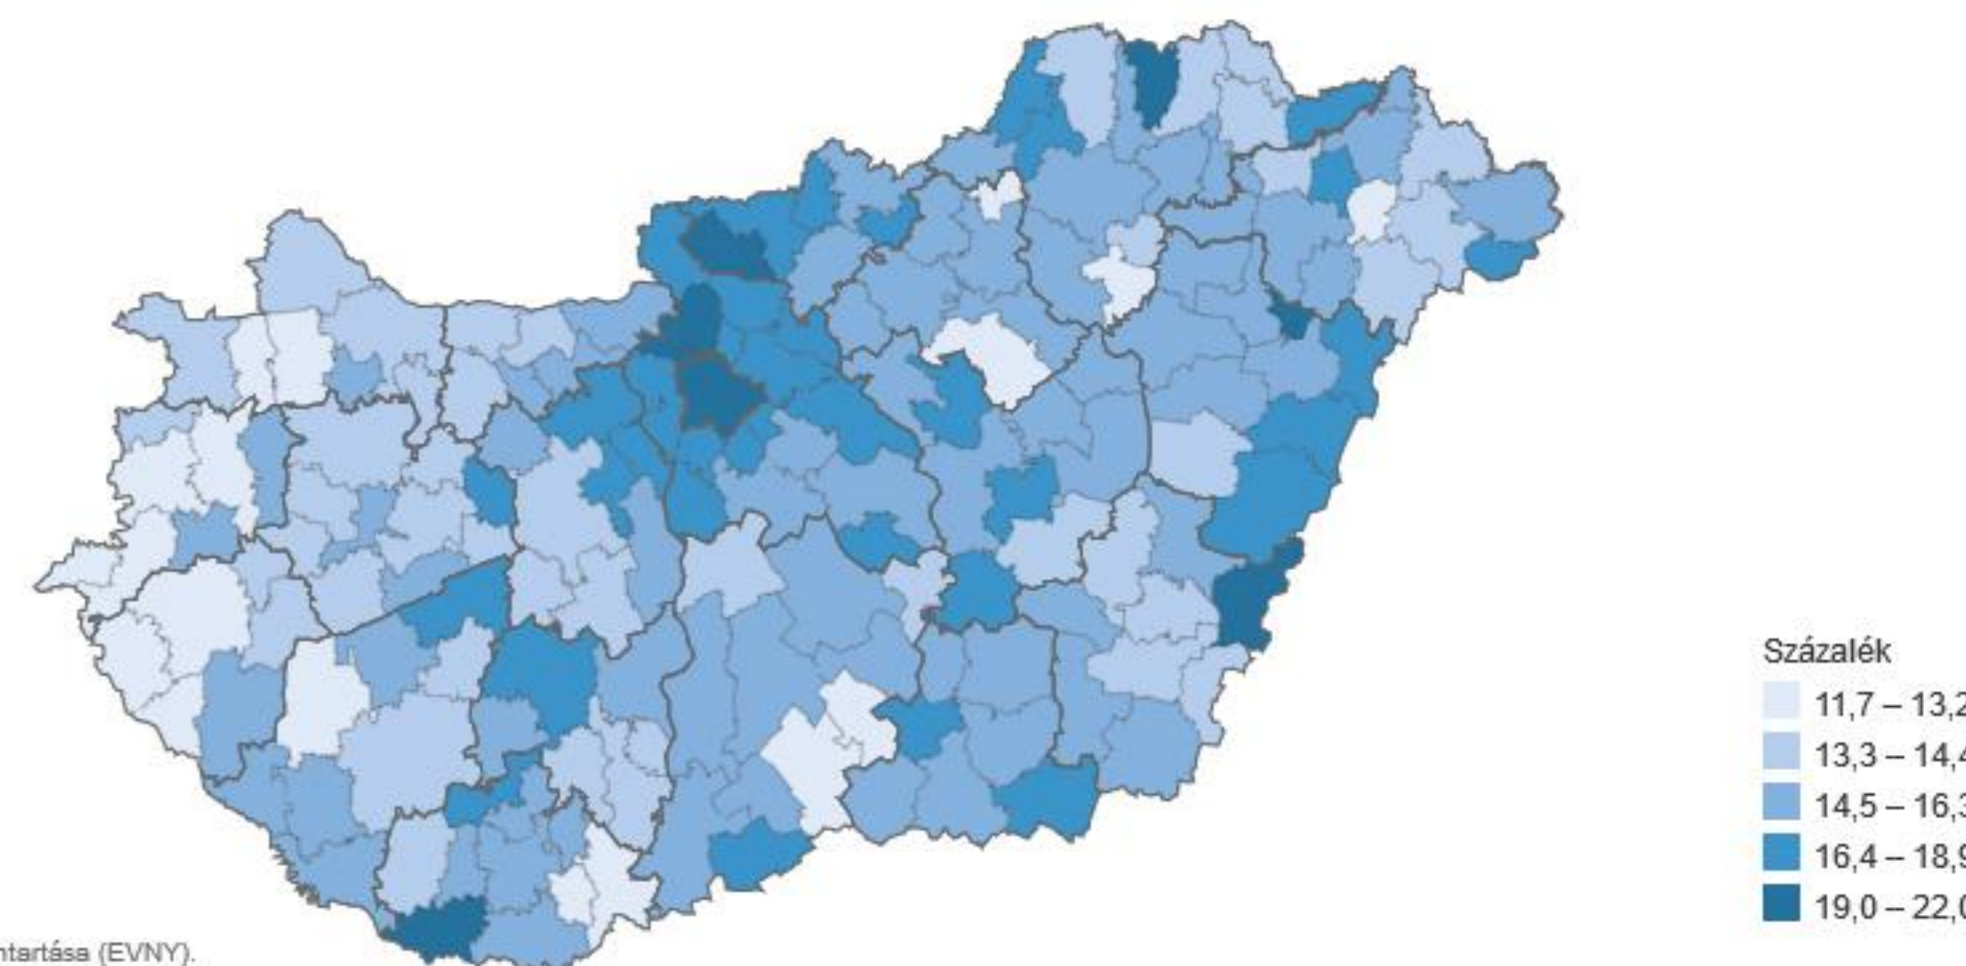 Százalék
11,7 – 13,2
13,3 – 14,4
14,5 – 16,3
16,4 – 18,9
19,0 – 22,0
ntartása (EVNY).